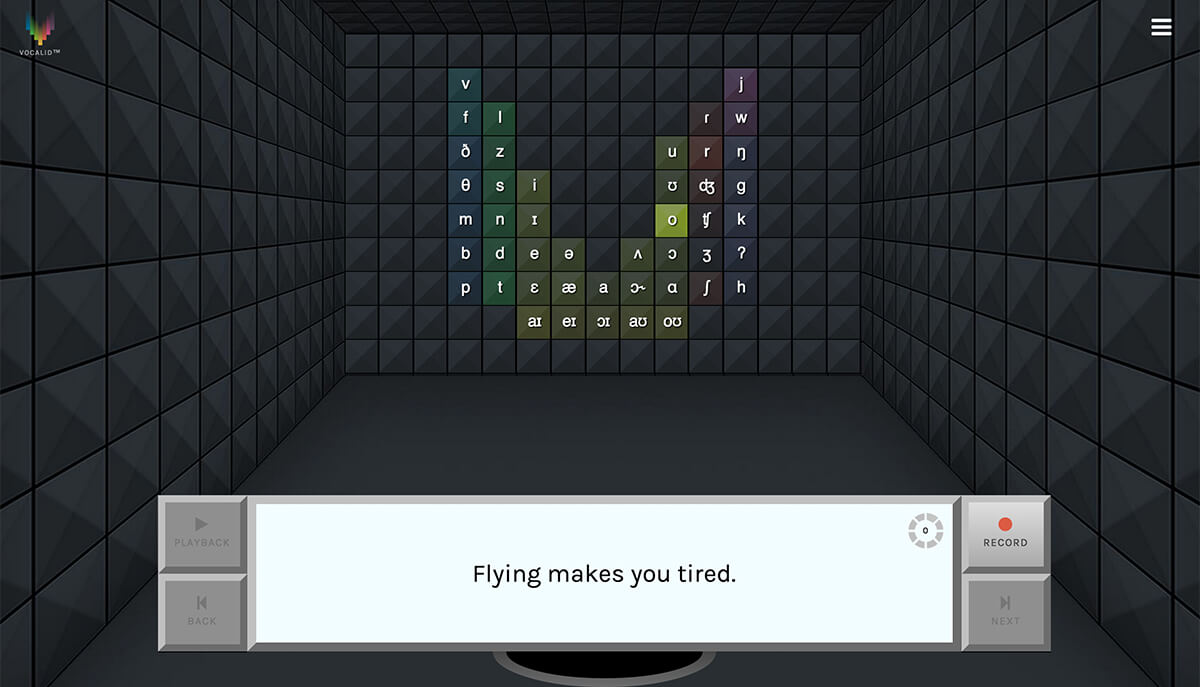 VOCALID™
v j
f l ɾ w
ð z u r ŋ
θ s i ʊ ʤ g
m n ɪ o ʧ k
b d e ə ʌ ɔ ʒ ?
p t ɛ æ a ɔ˞ ɑ ʃ h
aɪ eɪ ɔɪ aʊ oʊ
PLAYBACK
BACK
0
Flying makes you tired.
RECORD
NEXT